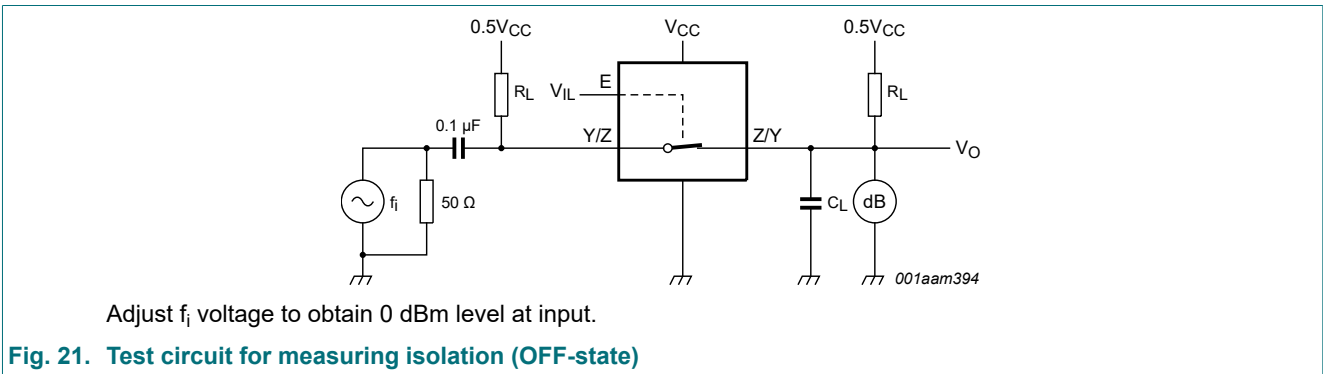 0.5VCC
VCC
0.5VCC
RL
E
VIL
RL
0.1 µF
Y/Z
Z/Y
VO
fi
50 Ω
CL
dB
001aam394
Adjust fi voltage to obtain 0 dBm level at input.
Fig. 21. Test circuit for measuring isolation (OFF-state)